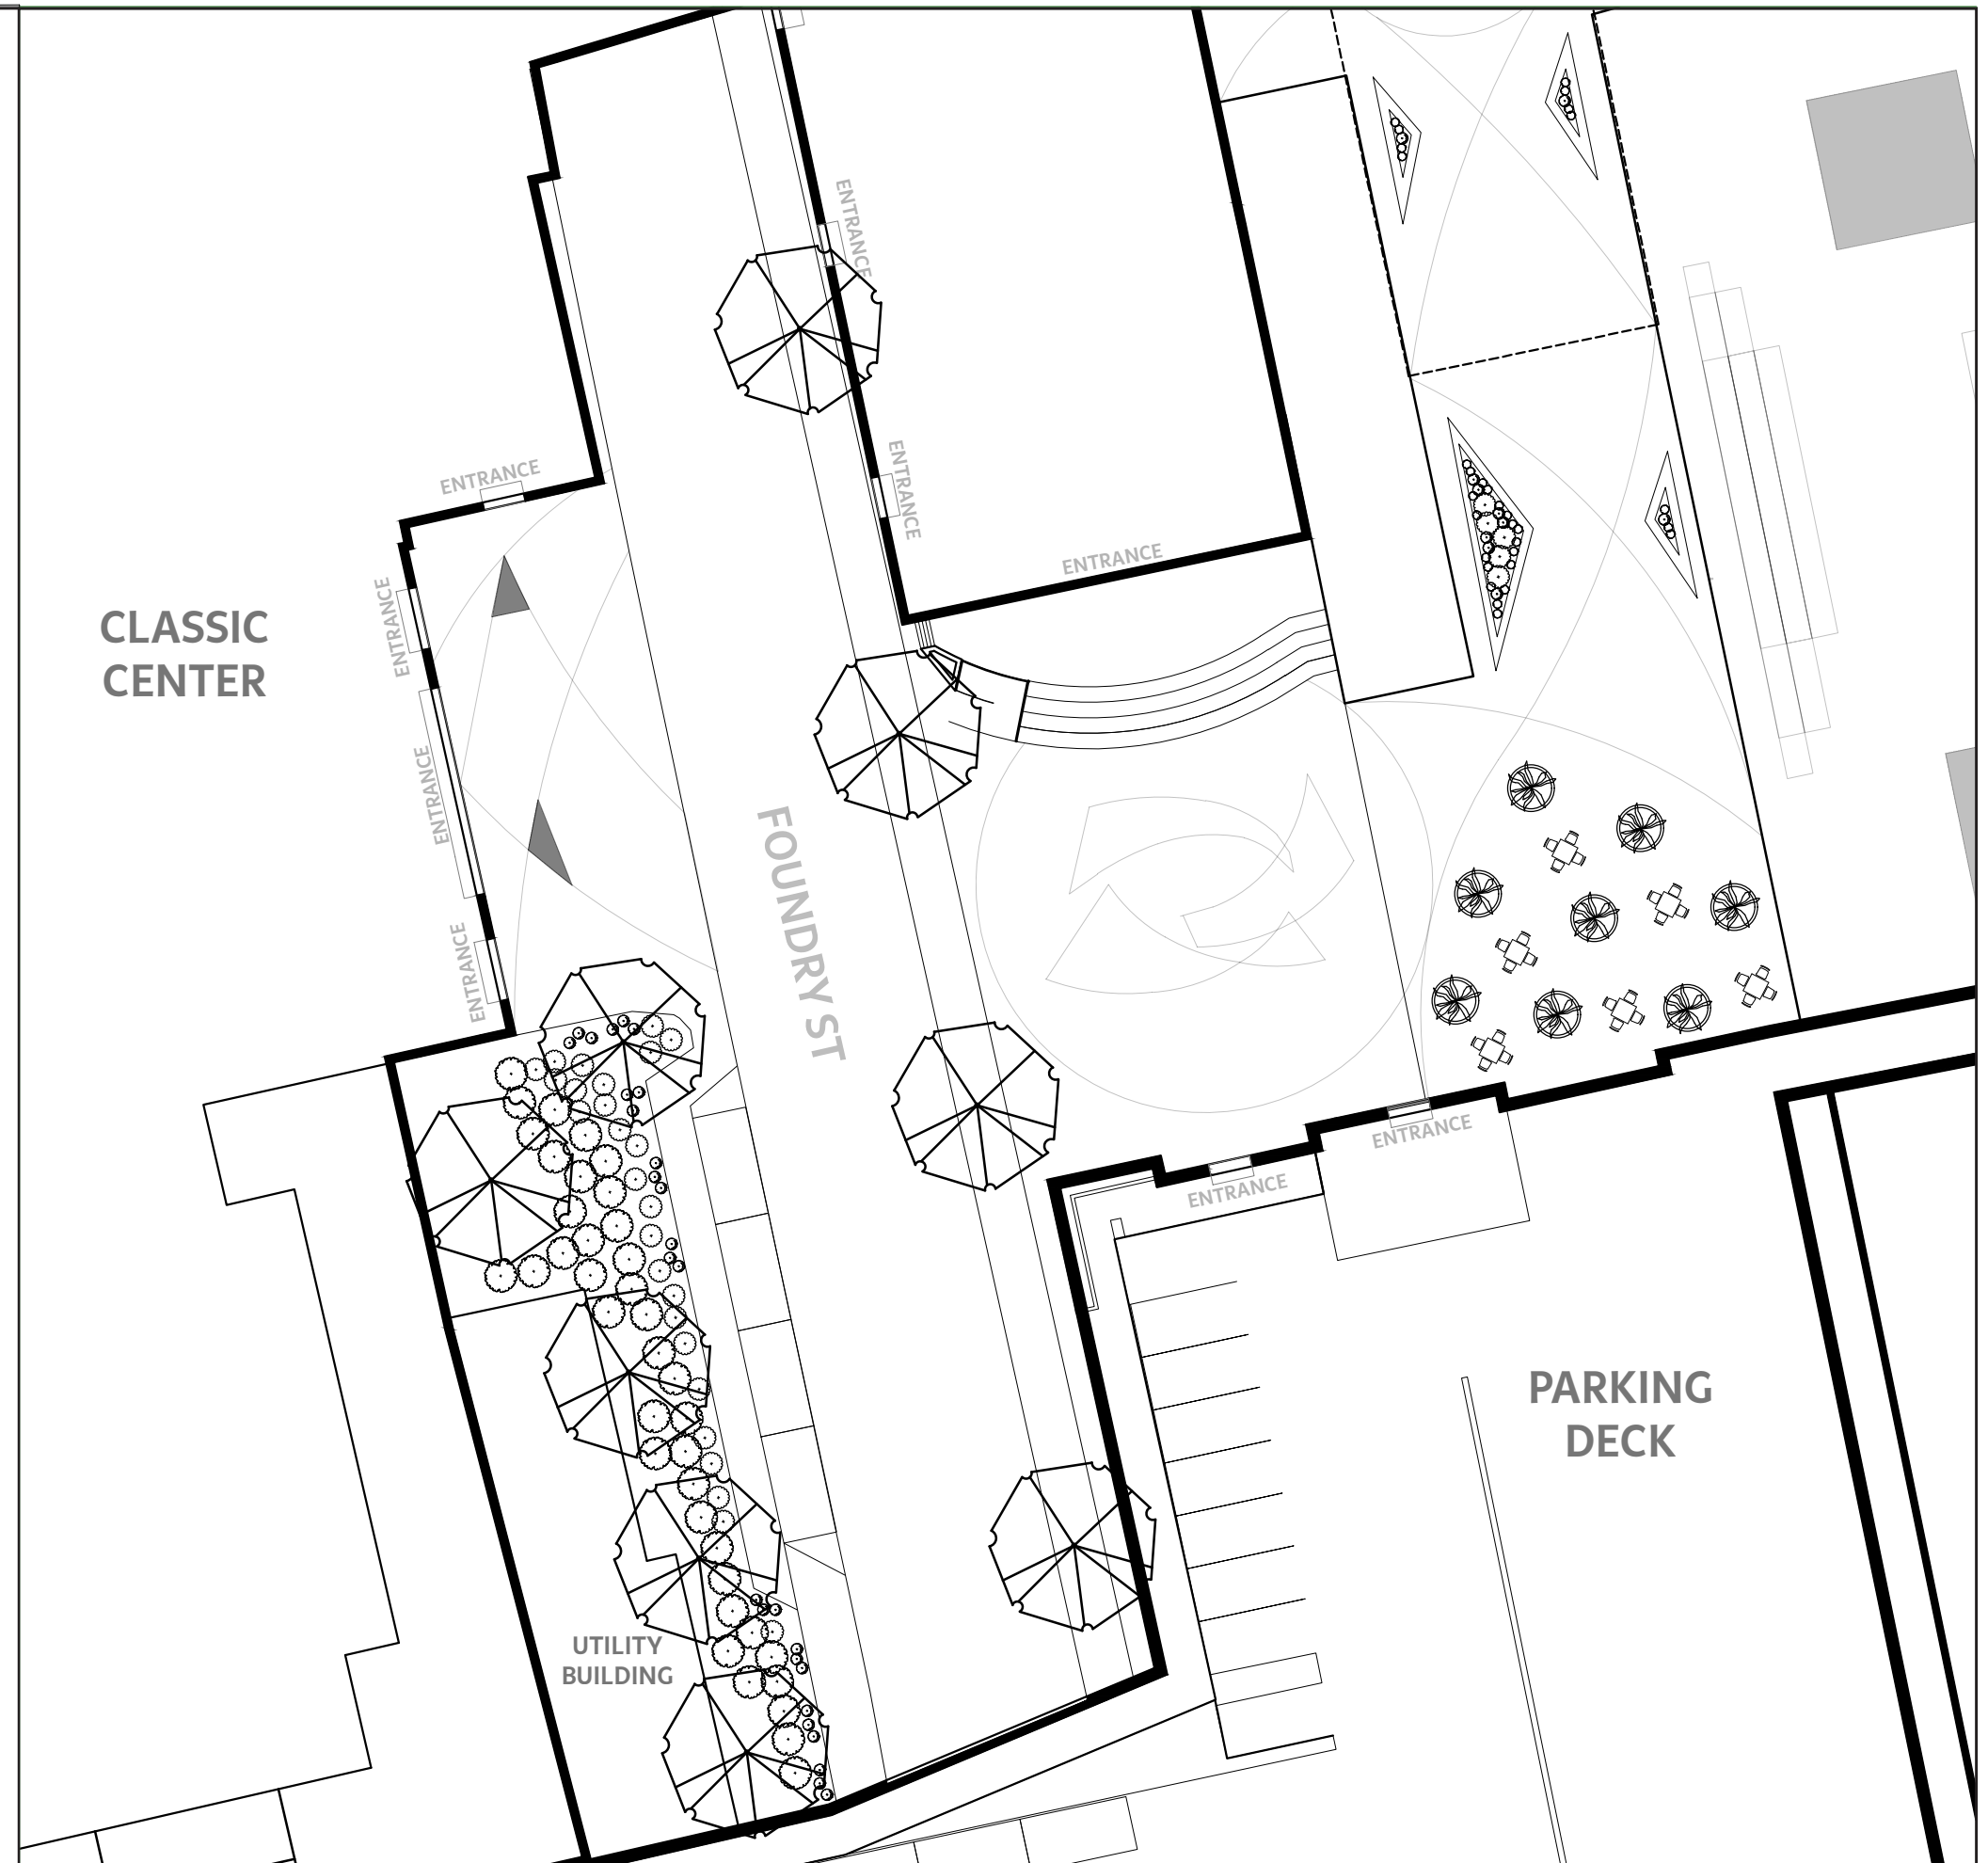 ENTRANCE
ENTRANCE
ENTRANCE
ENTRANCE
ENTRANCE
CLASSIC
CENTER
ENTRANCE
ENTRANCE
FOUNDRY ST
ENTRANCE
ENTRANCE
PARKING
DECK
UTILITY
BUILDING